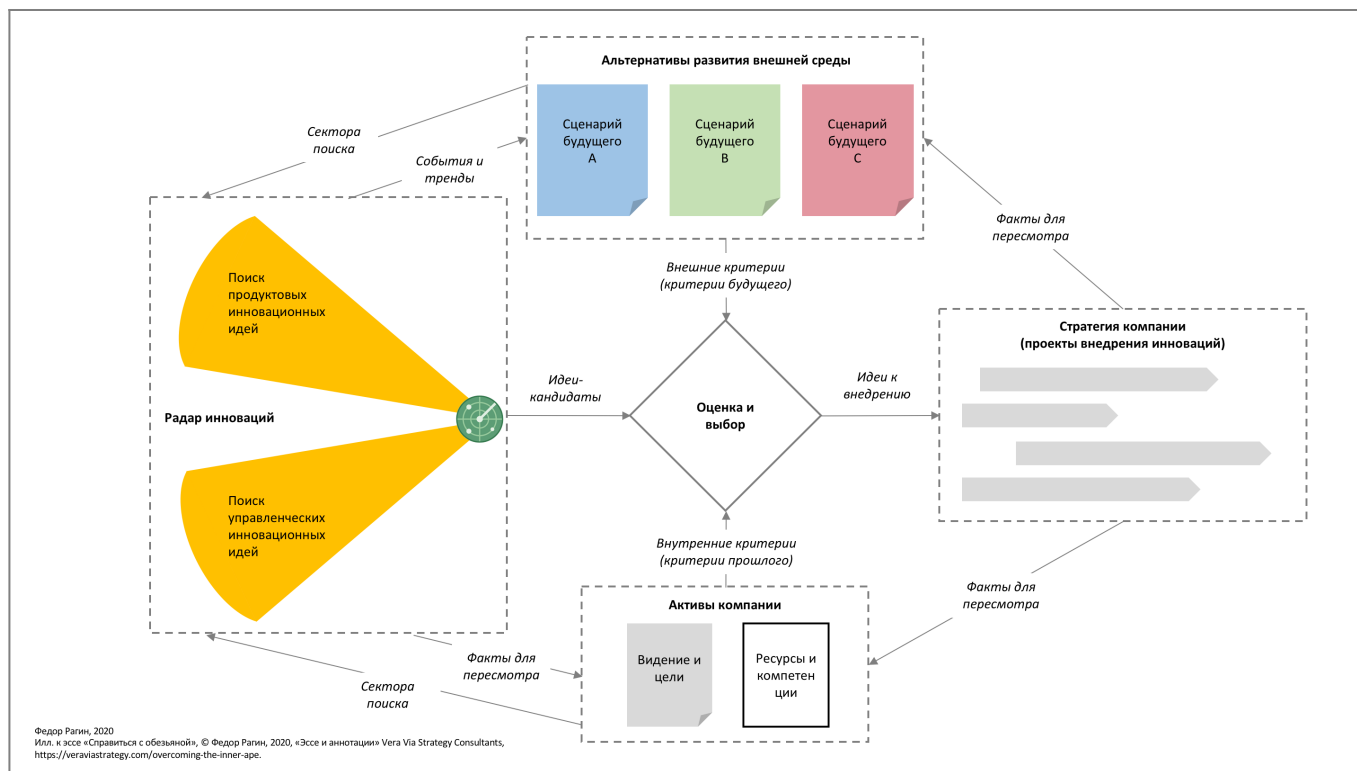 Альтернативы развития внешней среды
Сценарий
будущего
A
Сценарий
будущего
B
Сценарий
будущего
C
Сектора
поиска
События и
тренды
Факты для
пересмотра
Внешние критерии
(критерии будущего)
Поиск
продуктовых
инновационных
идей
Радар инноваций
Поиск
управленческих
инновационных
идей
Идеи-
кандидаты
Оценка и
выбор
Идеи к
внедрению
Стратегия компании
(проекты внедрения инноваций)
Внутренние критерии
(критерии прошлого)
Факты для
пересмотра
Активы компании
Видение и
цели
Ресурсы и
компетен
ции
Факты для
пересмотра
Сектора
поиска
Федор Рагин, 2020
Илл. к эссе «Справиться с обезьяной», © Федор Рагин, 2020, «Эссе и аннотации» Vera Via Strategy Consultants,
https://veraviastrategy.com/overcoming-the-inner-ape.